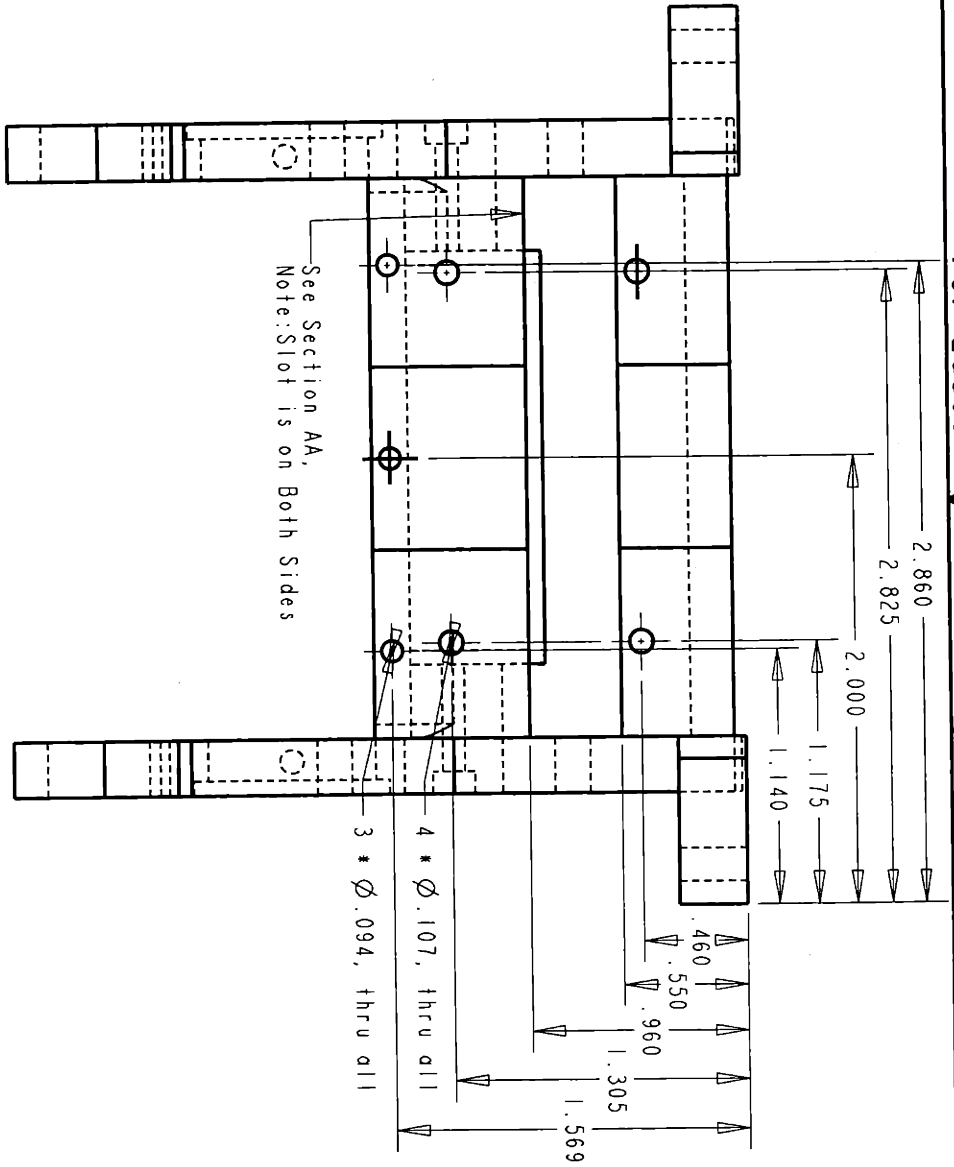 2.860
2.825
2.000
1.175
1.140
.460
.550
.960
1.305
1.569
See Section AA,
Note:Slot is on Both Sides
4 * Ø.107, thru all
3 * Ø.094, thru all